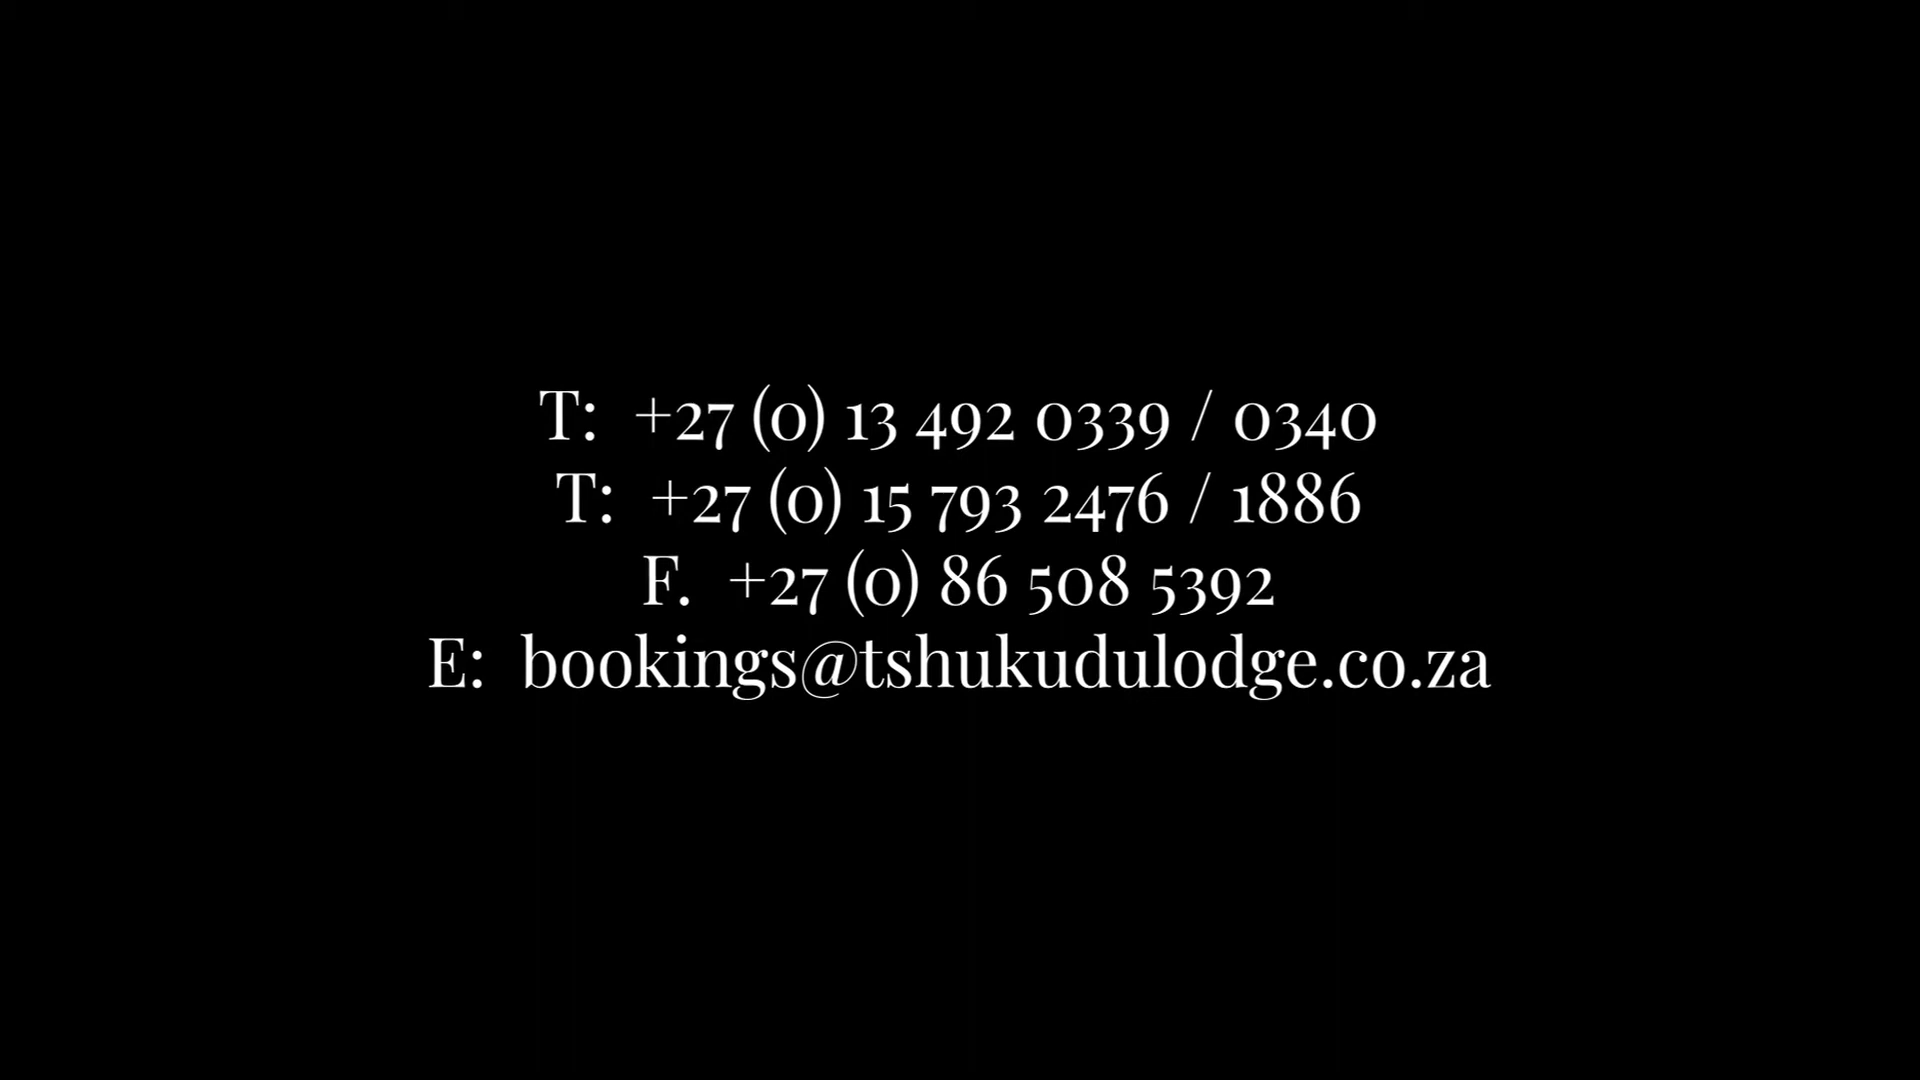 T:  +27 (0) 13 492 0339 / 0340
T:  +27 (0) 15 793 2476 / 1886
F.  +27 (0) 86 508 5392
E:  bookings@tshukudulodge.co.za